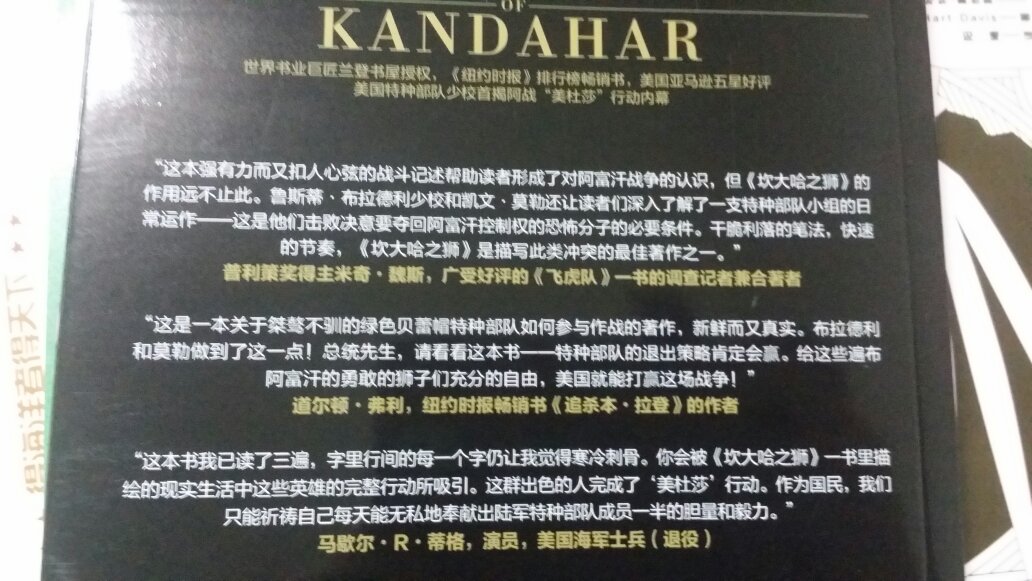 OF
KANDAHAR
世界书业巨匠兰登书屋授权，《纽约时报》排行榜畅销书，美国亚马逊五星好评
美国特种部队少校首揭阿战“美杜莎”行动内幕
“这本强有力而又扣人心弦的战斗记述帮助读者形成了对阿富汗战争的认识，但《坎大哈之狮》的
作用远不止此。鲁斯蒂·布拉德利少校和凯文·莫勒还让读者们深入了解了一支特种部队小组的日
常运作——这是他们击败决意要夺回阿富汗控制权的恐怖分子的必要条件。干脆利落的笔法，快速
的节奏，《坎大哈之狮》是描写此类冲突的最佳著作之一。”
普利策奖得主米奇·魏斯，广受好评的《飞虎队》一书的调查记者兼合著者
“这是一本关于桀骜不驯的绿色贝蕾帽特种部队如何参与作战的著作，新鲜而又真实。布拉德利
和莫勒做到了这一点！总统先生，请看看这本书——特种部队的退出策略肯定会赢。给这些遍布
阿富汗的勇敢的狮子们充分的自由，美国就能打赢这场战争！”
道尔顿·弗利，纽约时报畅销书《追杀本·拉登》的作者
“这本书我已读了三遍，字里行间的每一个字仍让我觉得寒冷刺骨。你会被《坎大哈之狮》一书里描
绘的现实生活中这些英雄的完整行动所吸引。这群出色的人完成了‘美杜莎’行动。作为国民，我们
只能祈祷自己每天能无私地奉献出陆军特种部队成员一半的胆量和毅力。”
马歇尔·R·蒂格，演员，美国海军士兵（退役）
得海洋者得天下
Hart Davis